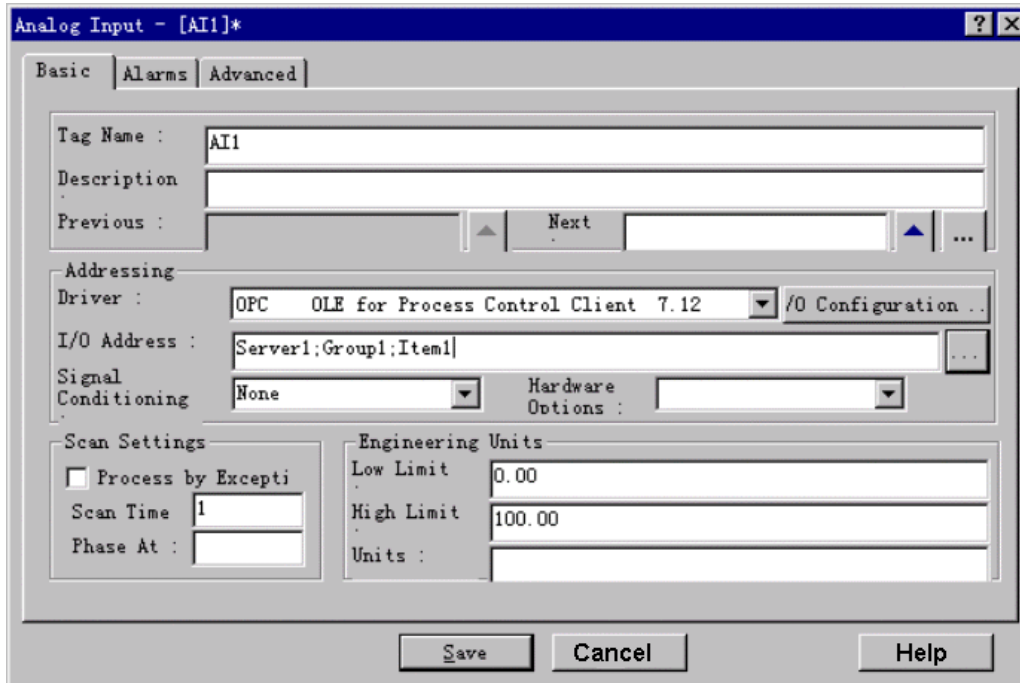 Analog Input - [AI1]*
Basic Alarms Advanced
Tag Name : AI1
Description
Previous : Next ...
Addressing
Driver : OPC OLE for Process Control Client 7.12 /O Configuration ..
I/O Address : Server1;Group1;Item1 ...
Signal
Conditioning None Hardware
Options :
Scan Settings Engineering Units
Process by Excepti Low Limit 0.00
Scan Time 1 High Limit 100.00
Phase At : Units :
Save Cancel Help